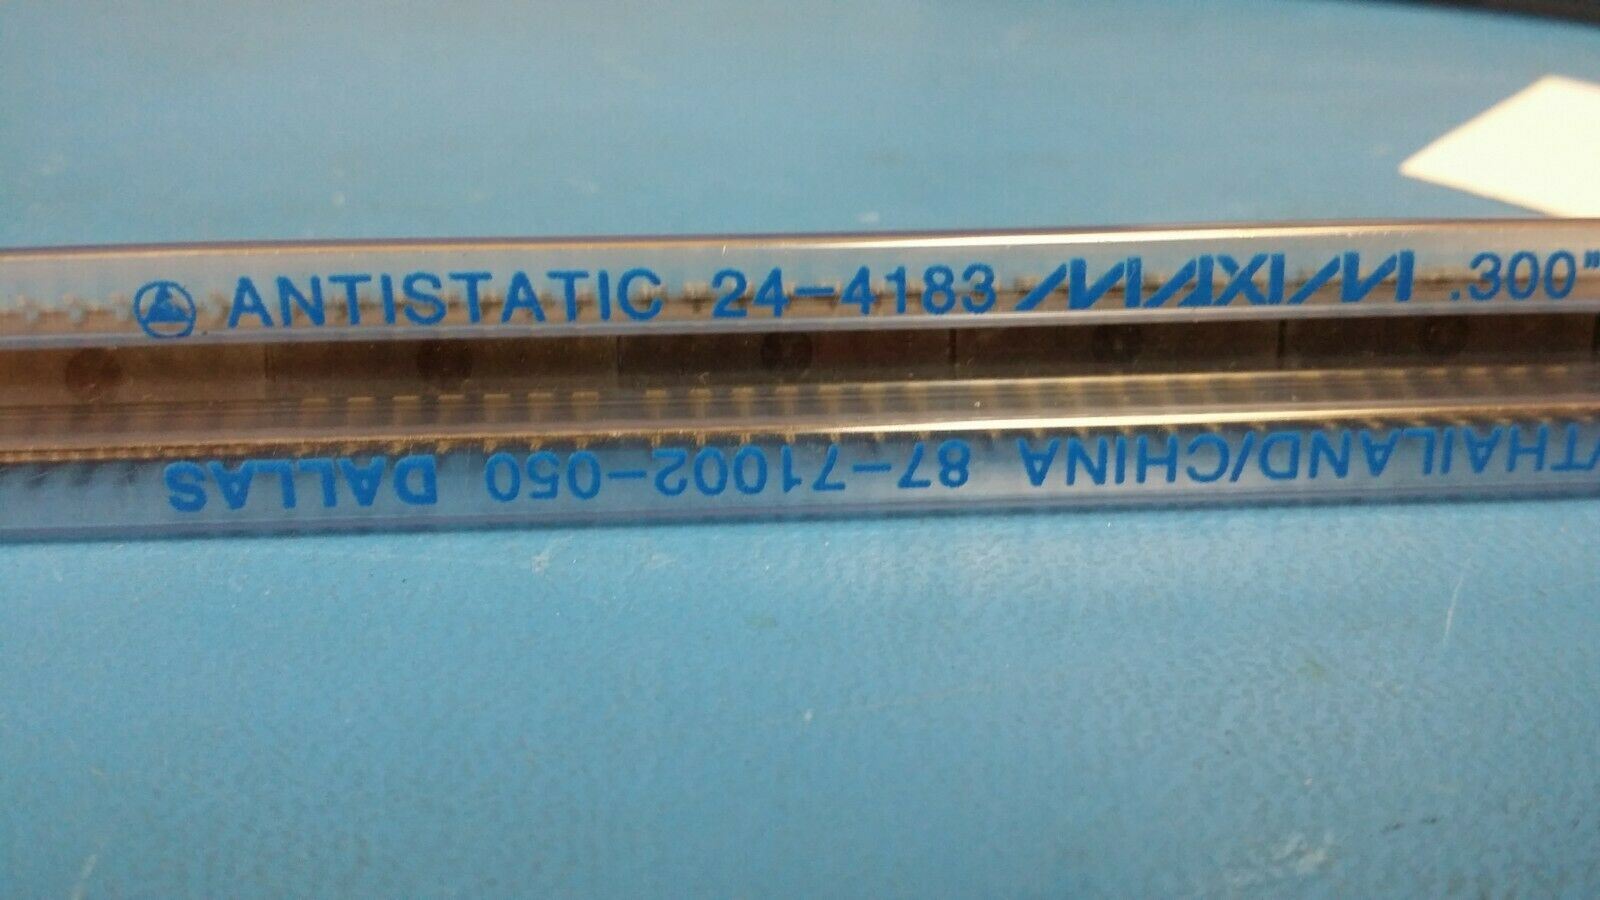 ANTISTATIC 24-4183 MAXIM .300"
/THAILAND/CHINA 87-71002-050 DALLAS